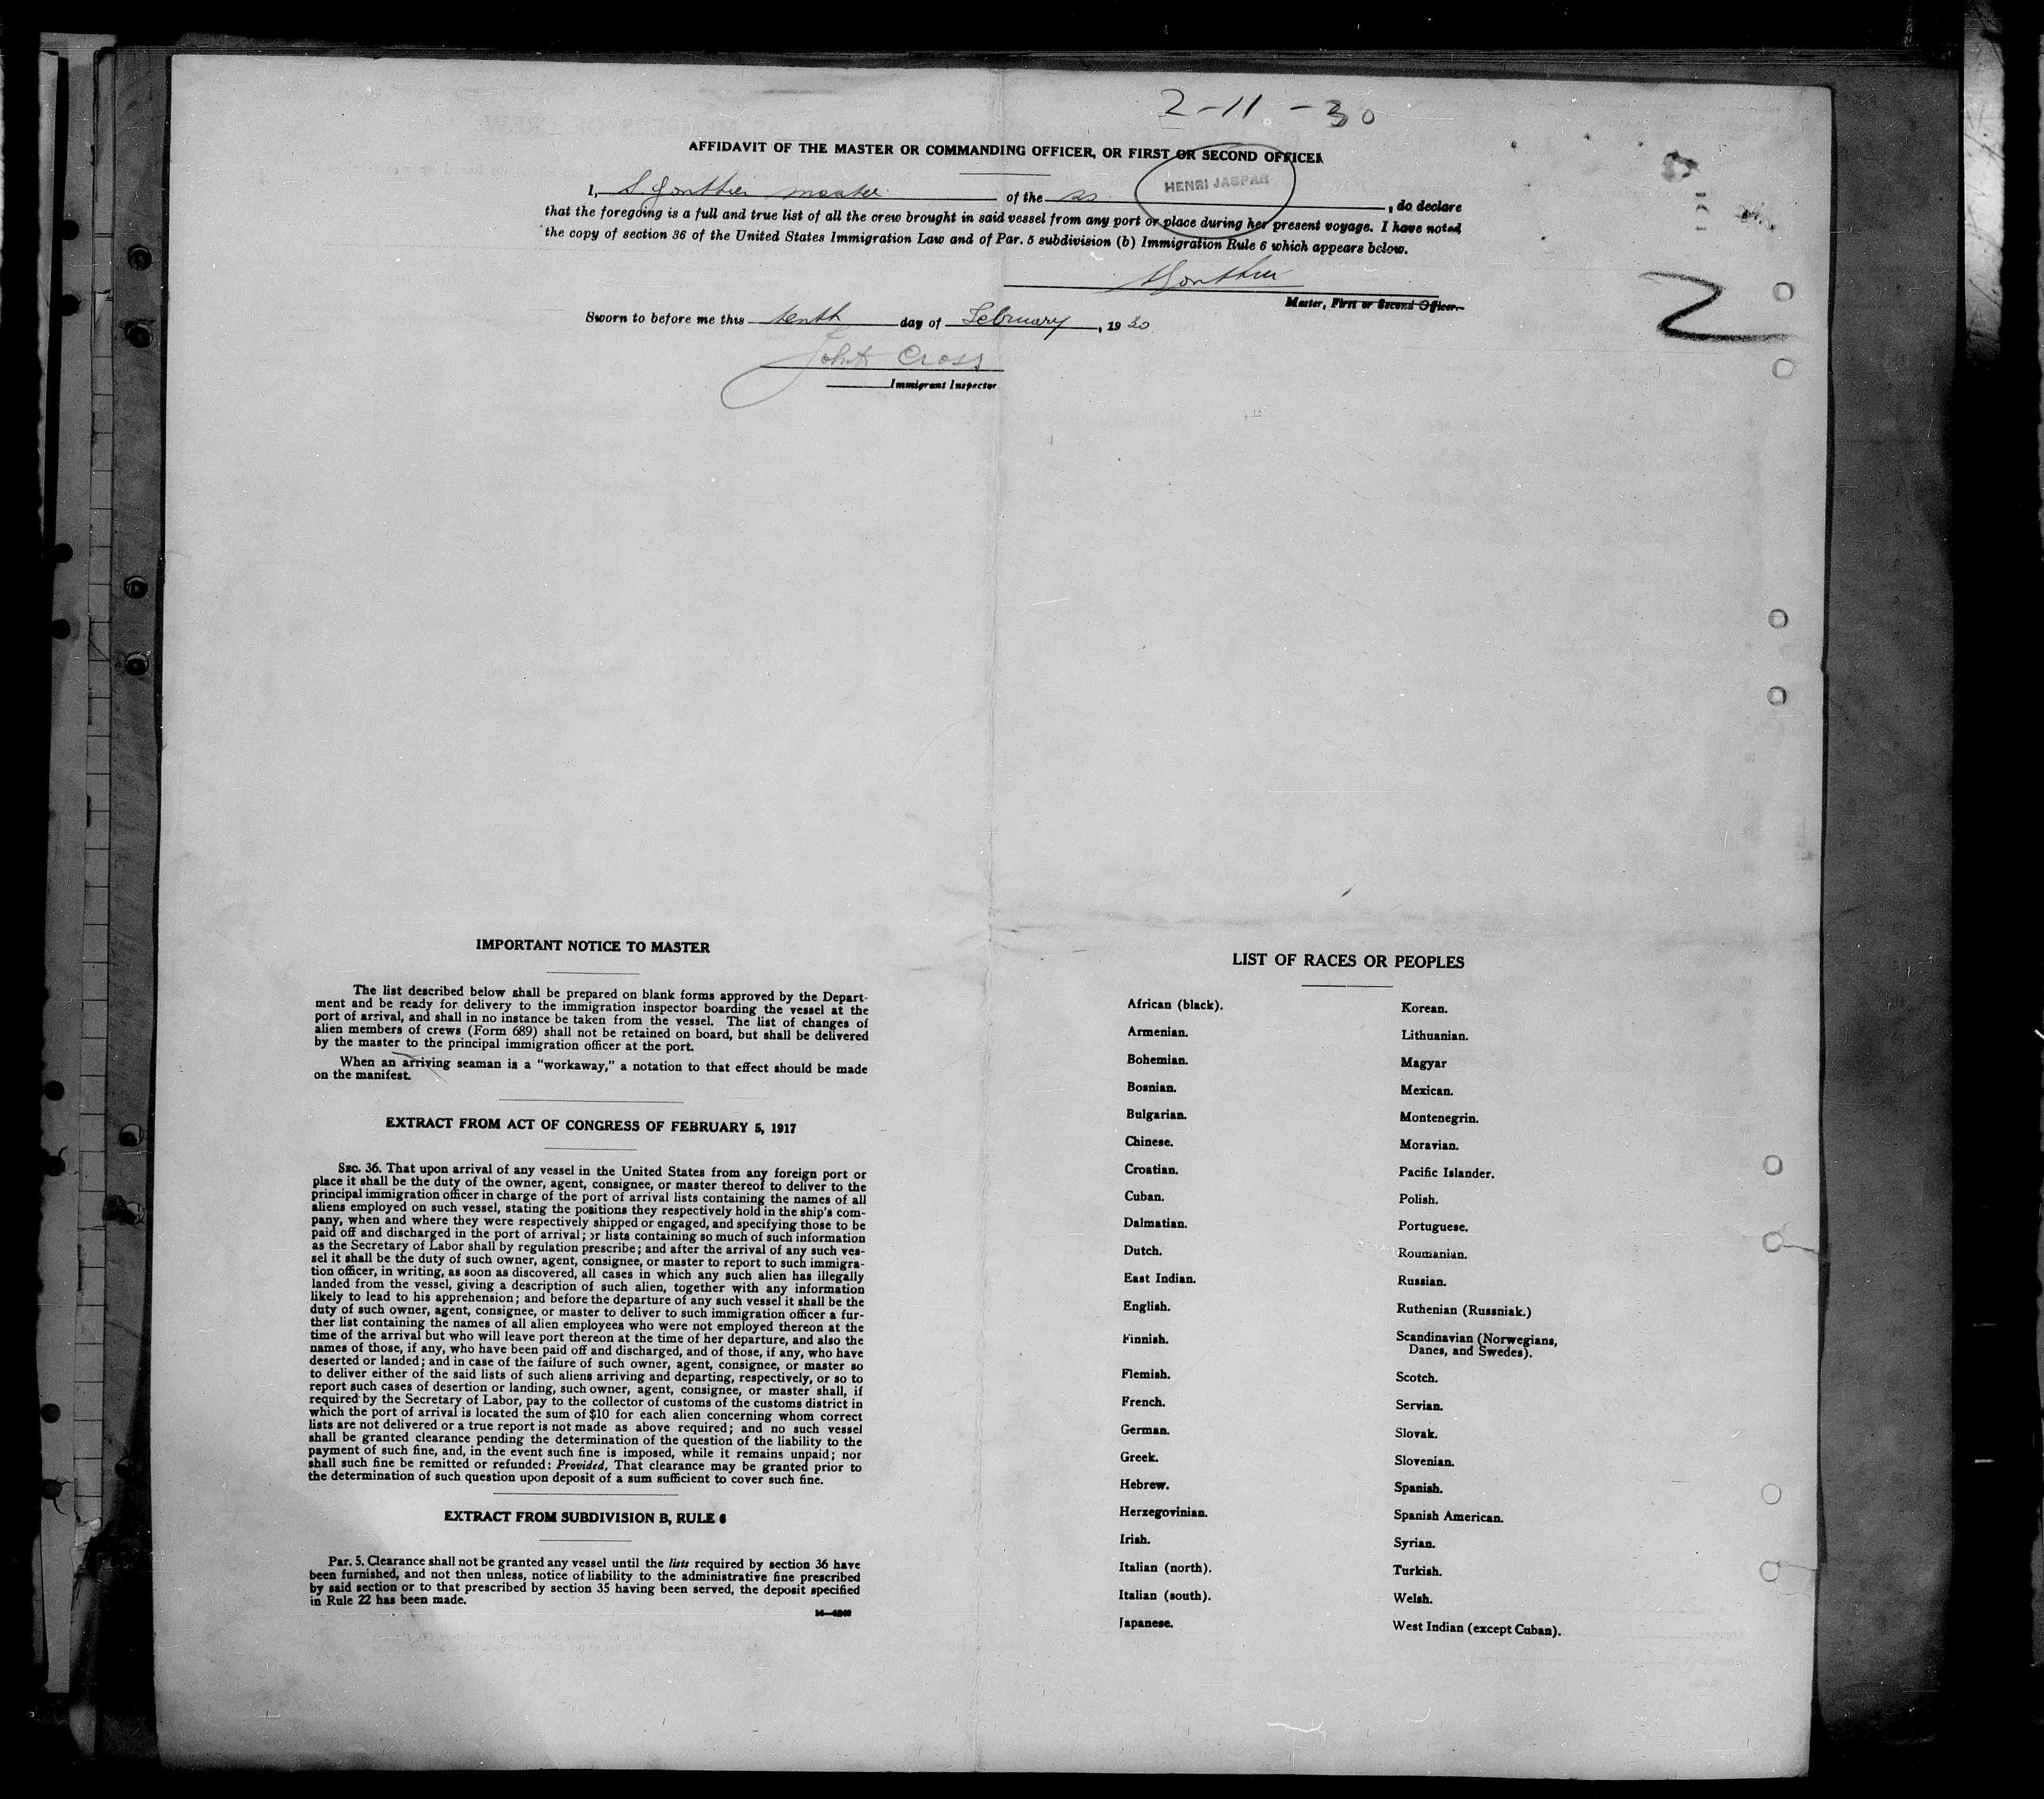 2-11-30
AFFIDAVIT OF THE MASTER OR COMMANDING OFFICER, OR FIRST OR SECOND OFFICER
I, S. Gonthier master of the ss. HENRI JASPAR, do declare
that the foregoing is a full and true list of all the crew brought in said vessel from any port or place during her present voyage. I have noted
the copy of section 36 of the United States Immigration Law and of Par. 5 subdivision (b) Immigration Rule 6 which appears below.
SGonthier
Master, First or Second Officer.
Sworn to before me this tenth day of February, 1930
John Cross
Immigrant Inspector
2
IMPORTANT NOTICE TO MASTER
The list described below shall be prepared on blank forms approved by the Depart-
ment and be ready for delivery to the immigration inspector boarding the vessel at the
port of arrival, and shall in no instance be taken from the vessel. The list of changes of
alien members of crews (Form 689) shall not be retained on board, but shall be delivered
by the master to the principal immigration officer at the port.
When an arriving seaman is a "workaway," a notation to that effect should be made
on the manifest.
EXTRACT FROM ACT OF CONGRESS OF FEBRUARY 5, 1917
SEC. 36. That upon arrival of any vessel in the United States from any foreign port or
place it shall be the duty of the owner, agent, consignee, or master thereof to deliver to the
principal immigration officer in charge of the port of arrival lists containing the names of all
aliens employed on such vessel, stating the positions they respectively hold in the ship's com-
pany, when and where they were respectively shipped or engaged, and specifying those to be
paid off and discharged in the port of arrival; or lists containing so much of such information
as the Secretary of Labor shall by regulation prescribe; and after the arrival of any such ves-
sel it shall be the duty of such owner, agent, consignee, or master to report to such immigra-
tion officer, in writing, as soon as discovered, all cases in which any such alien has illegally
landed from the vessel, giving a description of such alien, together with any information
likely to lead to his apprehension; and before the departure of any such vessel it shall be the
duty of such owner, agent, consignee, or master to deliver to such immigration officer a fur-
ther list containing the names of all alien employees who were not employed thereon at the
time of the arrival but who will leave port thereon at the time of her departure, and also the
names of those, if any, who have been paid off and discharged, and of those, if any, who have
deserted or landed; and in case of the failure of such owner, agent, consignee, or master so
to deliver either of the said lists of such aliens arriving and departing, respectively, or so to
report such cases of desertion or landing, such owner, agent, consignee, or master shall, if
required by the Secretary of Labor, pay to the collector of customs of the customs district in
which the port of arrival is located the sum of $10 for each alien concerning whom correct
lists are not delivered or a true report is not made as above required; and no such vessel
shall be granted clearance pending the determination of the question of the liability to the
payment of such fine, and, in the event such fine is imposed, while it remains unpaid; nor
shall such fine be remitted or refunded: Provided, That clearance may be granted prior to
the determination of such question upon deposit of a sum sufficient to cover such fine.
EXTRACT FROM SUBDIVISION B, RULE 6
Par. 5. Clearance shall not be granted any vessel until the lists required by section 36 have
been furnished, and not then unless, notice of liability to the administrative fine prescribed
by said section or to that prescribed by section 35 having been served, the deposit specified
in Rule 22 has been made.
LIST OF RACES OR PEOPLES
African (black).
Armenian.
Bohemian.
Bosnian.
Bulgarian.
Chinese.
Croatian.
Cuban.
Dalmatian.
Dutch.
East Indian.
English.
Finnish.
Flemish.
French.
German.
Greek.
Hebrew.
Herzegovinian.
Irish.
Italian (north).
Italian (south).
Japanese.
Korean.
Lithuanian.
Magyar
Mexican.
Montenegrin.
Moravian.
Pacific Islander.
Polish.
Portuguese.
Roumanian.
Russian.
Ruthenian (Russniak.)
Scandinavian (Norwegians,
Danes, and Swedes).
Scotch.
Servian.
Slovak.
Slovenian.
Spanish.
Spanish American.
Syrian.
Turkish.
Welsh.
West Indian (except Cuban).